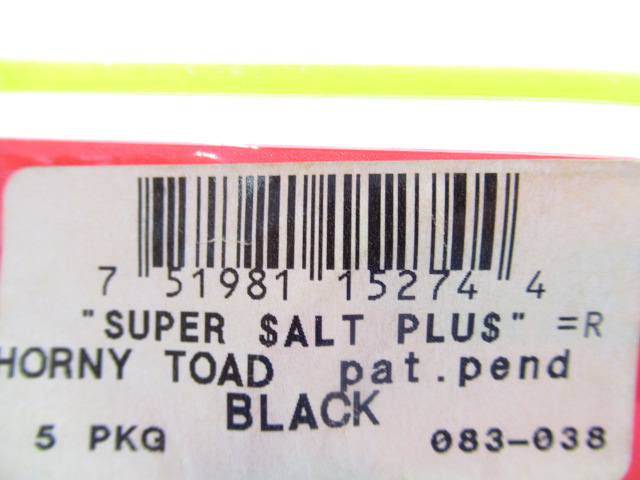 7 51981 15274 4
"SUPER $ALT PLU$" =R
HORNY TOAD pat.pend
BLACK
5 PKG 083-038